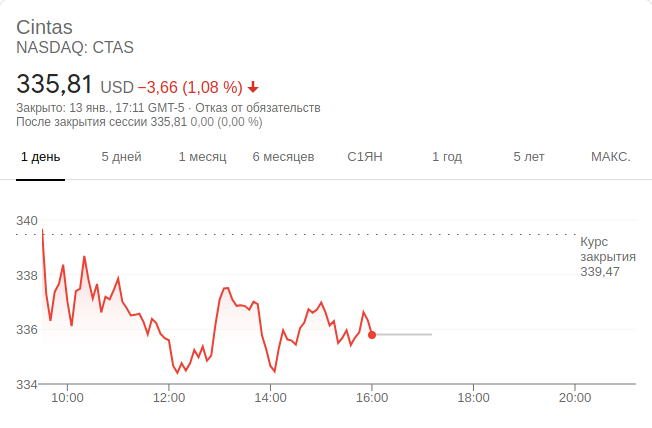 Cintas
NASDAQ: CTAS
335,81 USD −3,66 (1,08 %)
Закрыто: 13 янв., 17:11 GMT-5 · Отказ от обязательств
После закрытия сессии 335,81 0,00 (0,00 %)
1 день 5 дней 1 месяц 6 месяцев С1ЯН 1 год 5 лет МАКС.
340
Курс
закрытия
339,47
338
336
334
10:00 12:00 14:00 16:00 18:00 20:00